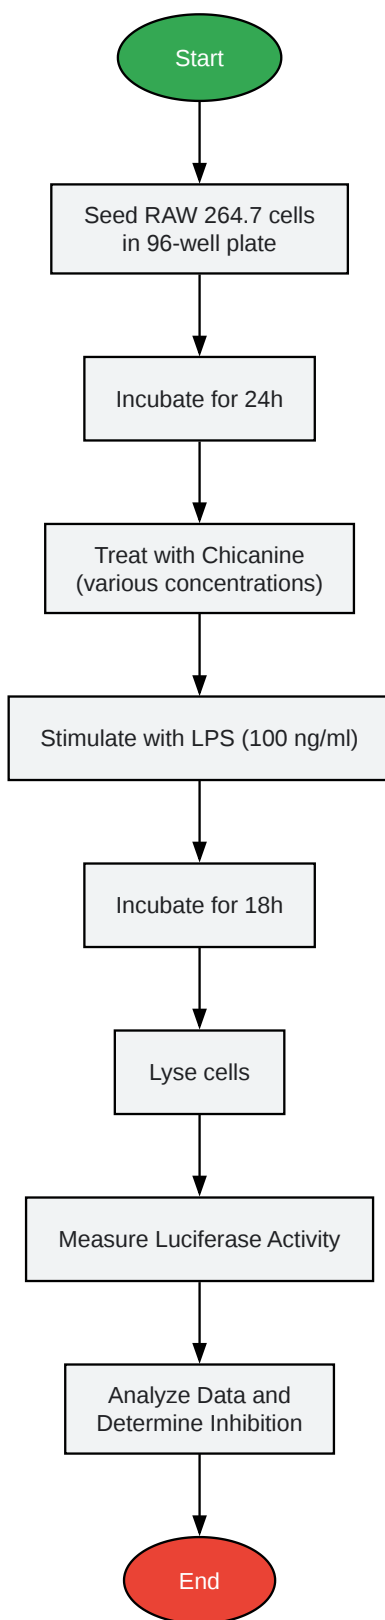 Start
Seed RAW 264.7 cells
in 96-well plate
Incubate for 24h
Treat with Chicanine
(various concentrations)
Stimulate with LPS (100 ng/ml)
Incubate for 18h
Lyse cells
Measure Luciferase Activity
Analyze Data and
Determine Inhibition
End